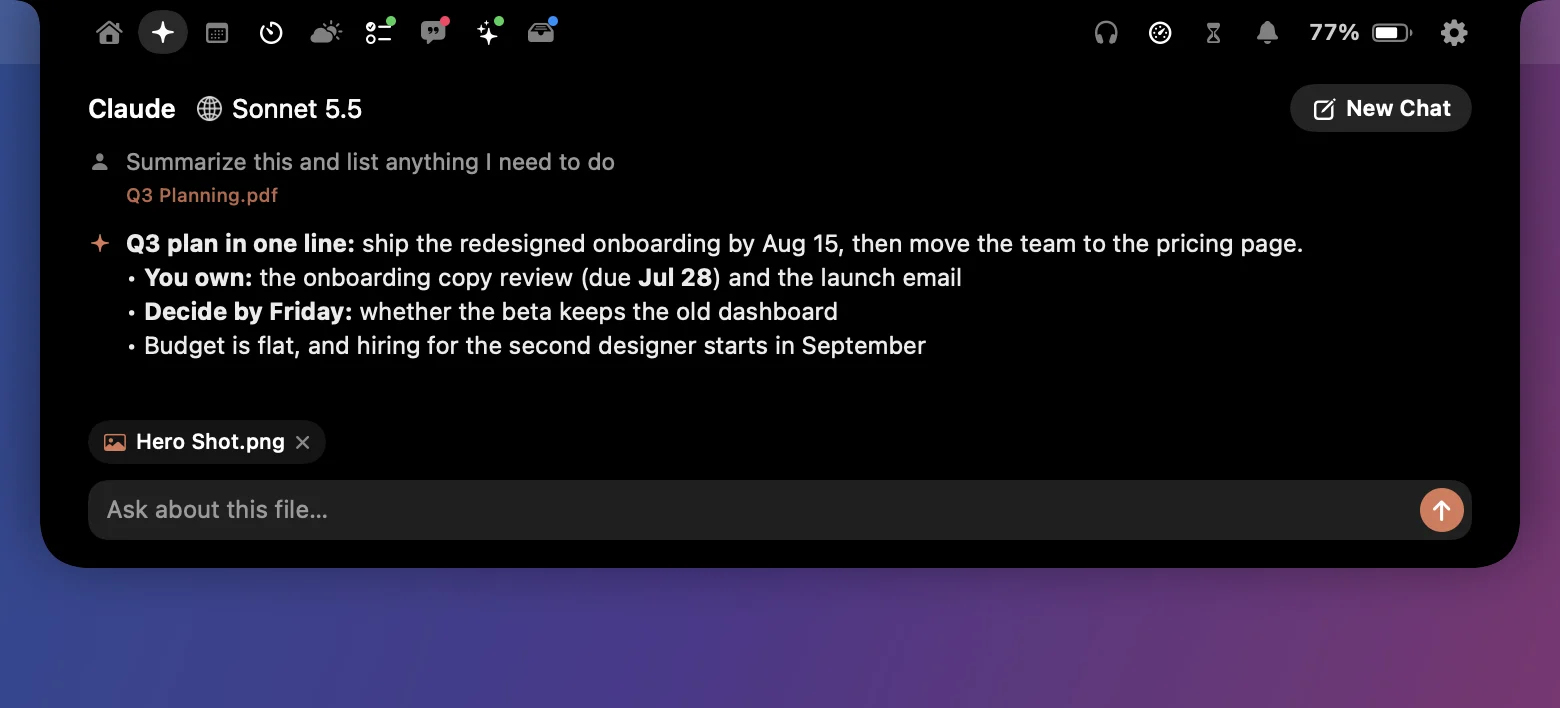 77%
Claude Sonnet 5.5
New Chat
Summarize this and list anything I need to do
Q3 Planning.pdf
Q3 plan in one line: ship the redesigned onboarding by Aug 15, then move the team to the pricing page.
• You own: the onboarding copy review (due Jul 28) and the launch email
• Decide by Friday: whether the beta keeps the old dashboard
• Budget is flat, and hiring for the second designer starts in September
Hero Shot.png
Ask about this file...